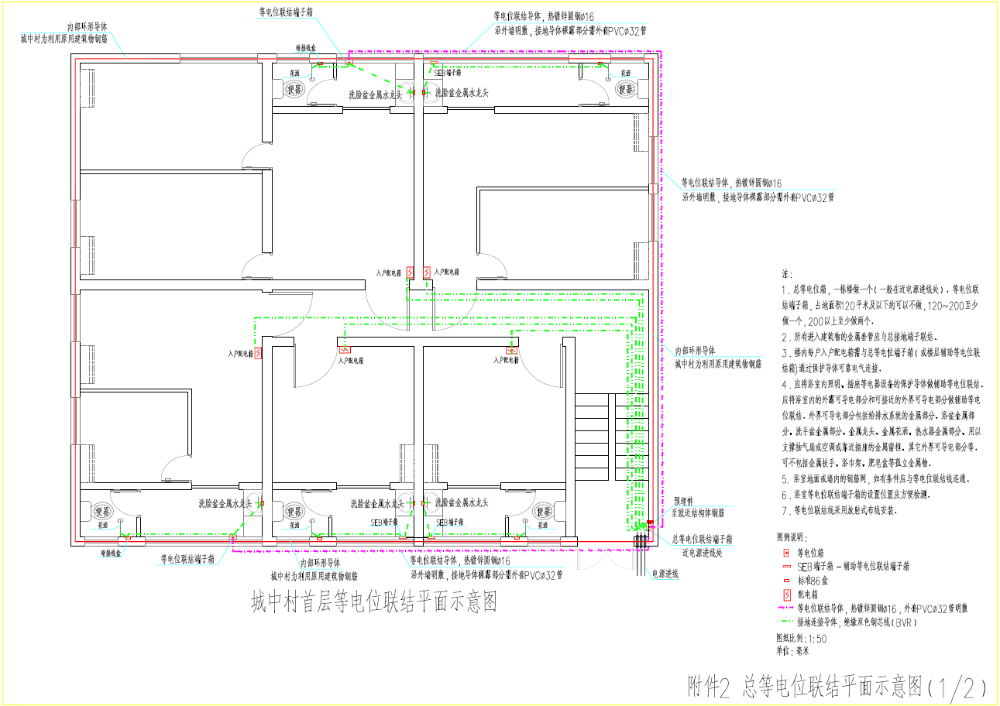 等电位联结端子箱
等电位联结导体，热镀锌圆钢ø16
沿外墙明敷，接地导体裸露部分需外套PVCø32管
内部环形导体
城中村为利用原用建筑物钢筋
暗接线盒
花洒
便器
洗脸盆金属水龙头
SEB端子箱
洗脸盆金属水龙头
花洒
便器
等电位联结导体，热镀锌圆钢ø16
沿外墙明敷，接地导体裸露部分需外套PVCø32管
入户配电箱
入户配电箱
内部环形导体
城中村为利用原用建筑物钢筋
入户配电箱
入户配电箱
入户配电箱
洗脸盆金属水龙头
洗脸盆金属水龙头
洗脸盆金属水龙头
便器
花洒
便器
花洒
SEB端子箱
SEB端子箱
便器
花洒
预埋件
至就近结构体钢筋
总等电位联结端子箱
近电源进线处
电源进线
暗接线盒
等电位联结端子箱
内部环形导体
城中村为利用原用建筑物钢筋
等电位联结导体，热镀锌圆钢ø16
沿外墙明敷，接地导体裸露部分需外套PVCø32管
城中村首层等电位联结平面示意图
注：
1．总等电位箱，一栋楼做一个（一般在近电源进线处）、等电位联
结端子箱，占地面积120平米及以下的可以不做，120~200至少
做一个，200以上至少做两个。
2．所有进入建筑物的金属套管应与总接地端子联结。
3．楼内每户入户配电箱需与总等电位端子箱（或楼层辅助等电位联
结箱）通过保护导体可靠电气连接。
4．应将浴室内照明、插座等电器设备的保护导体做辅助等电位联结。
应将浴室内的外露可导电部分和可接近的外界可导电部分做辅助等电
位联结。外界可导电部分包括给排水系统的金属部分、浴盆金属部
分、洗手盆金属部分、金属龙头、金属花洒、热水器金属部分、用以
支撑抽气扇或空调或靠近插座的金属窗框、其它外界可导电部分等，
可不包括金属扶手、浴巾架、肥皂盒等孤立金属物。
5．浴室地面或墙内的钢筋网，如有条件应与等电位联结线连通。
6．浴室等电位联结端子箱的设置位置应方便检测。
7．等电位联结线采用放射式布线安装。
图例说明：
等电位箱
SEB端子箱－辅助等电位联结端子箱
标准86盒
配电箱
等电位联结导体，热镀锌圆钢ø16，外套PVCø32管明敷
接地连接导体，绝缘双色铜芯线（BVR）
图纸比例：1:50
单位：毫米
附件2 总等电位联结平面示意图（1/2）